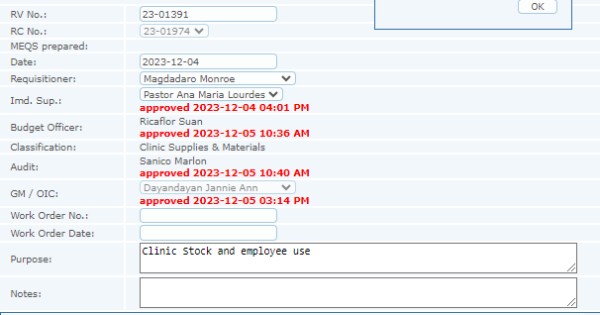 OK
RV No.: 23-01391
RC No.: 23-01974
MEQS prepared:
Date: 2023-12-04
Requisitioner: Magdadaro Monroe
Imd. Sup.: Pastor Ana Maria Lourdes
approved 2023-12-04 04:01 PM
Budget Officer: Ricaflor Suan
approved 2023-12-05 10:36 AM
Classification: Clinic Supplies & Materials
Audit: Sanico Marlon
approved 2023-12-05 10:40 AM
GM / OIC: Dayandayan Jannie Ann
approved 2023-12-05 03:14 PM
Work Order No.:
Work Order Date:
Purpose: Clinic Stock and employee use
Notes: